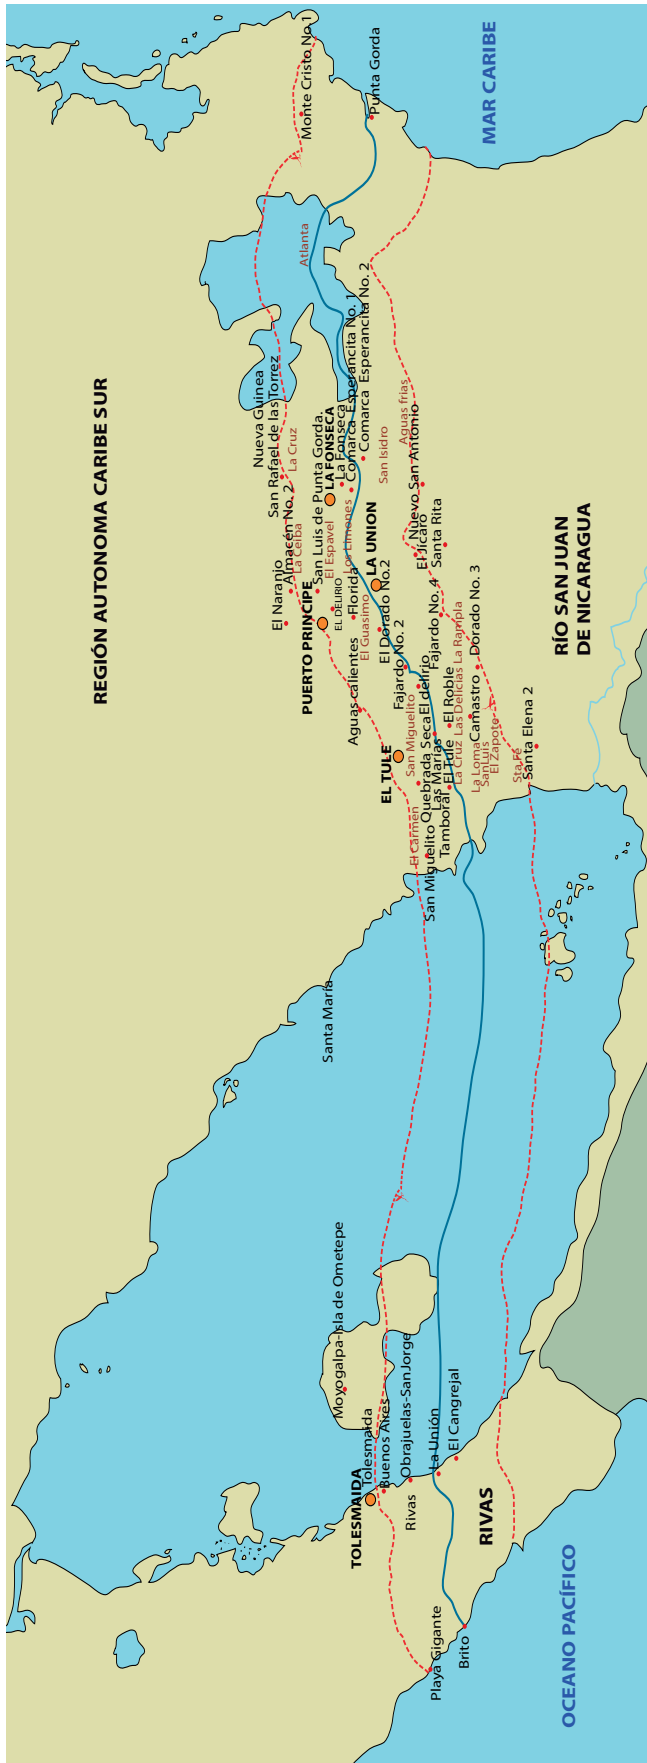 REGIÓN AUTONOMA CARIBE SUR
MAR CARIBE
OCEANO PACÍFICO
RÍO SAN JUAN
DE NICARAGUA
RIVAS
Monte Cristo No.1
Punta Gorda
Atlanta
Nueva Guinea
San Rafael de las Torrez
La Cruz
El Naranjo
Almacén No. 2
La Ceiba
San Luis de Punta Gorda
El Espavel
LA FONSECA
La Fonseca
Los Limones
Comarca Esperancita No. 1
Comarca Esperancita No. 2
San Isidro
Aguas frias
Nuevo San Antonio
El Jícaro
Santa Rita
PUERTO PRINCIPE
EL DELIRIO
Florida
El Guasimo
LA UNION
El Dorado No.2
Aguas calientes
Fajardo No. 2
Fajardo No. 4
EL TULE
San Miguelito
El delirio
Quebrada Seca
Las Marias
El Roble
El Tule
Tambora
La Cruz
Las Delicias
La Rampla
Dorado No. 3
Camastro
La Loma
SanLuis
El Zapote
Sta Fé
Santa Elena 2
El Carmen
San Miguelito
Santa María
Moyogalpa-Isla de Ometepe
TOLESMAIDA
Tolesmaida
Buenos Aires
Obrajuelas-SanJorge
Rivas
La Unión
El Cangrejal
Playa Gigante
Brito